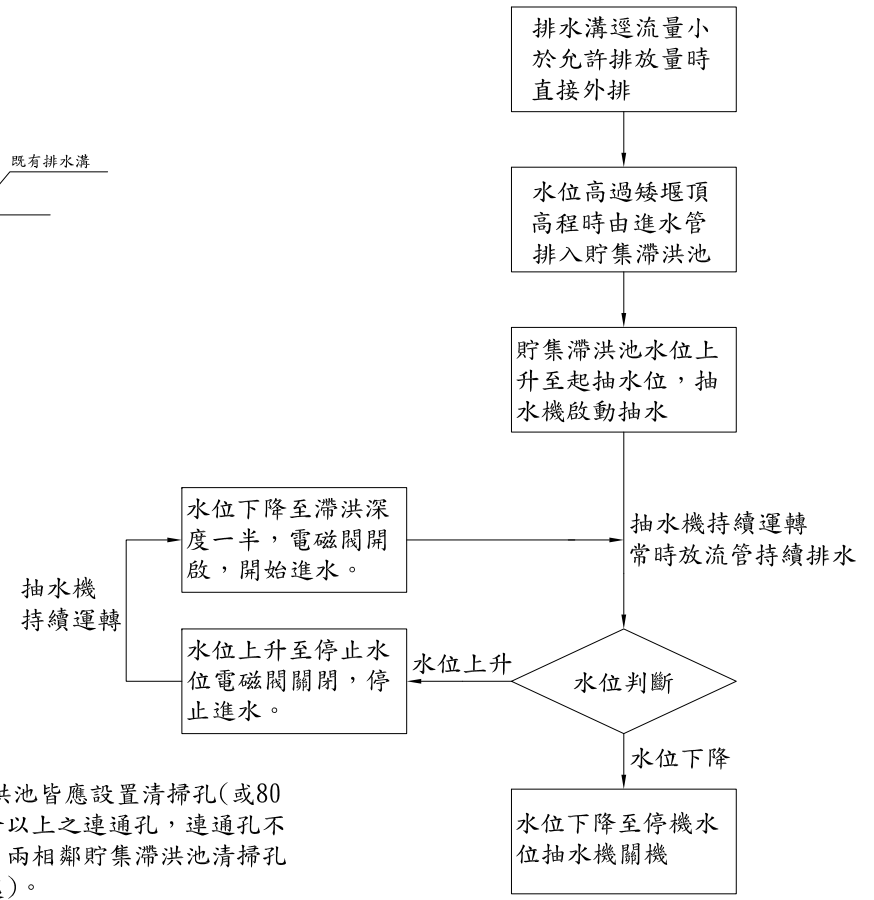 排水溝逕流量小
於允許排放量時
直接外排
既有排水溝
水位高過矮堰頂
高程時由進水管
排入貯集滯洪池
貯集滯洪池水位上
升至起抽水位，抽
水機啟動抽水
水位下降至滯洪深
度一半，電磁閥開
啟，開始進水。
抽水機持續運轉
常時放流管持續排水
抽水機
持續運轉
水位上升至停止水
位電磁閥關閉，停
止進水。
水位上升
水位判斷
水位下降
洪池皆應設置清掃孔(或80
以上之連通孔，連通孔不
兩相鄰貯集滯洪池清掃孔
)。
水位下降至停機水
位抽水機關機